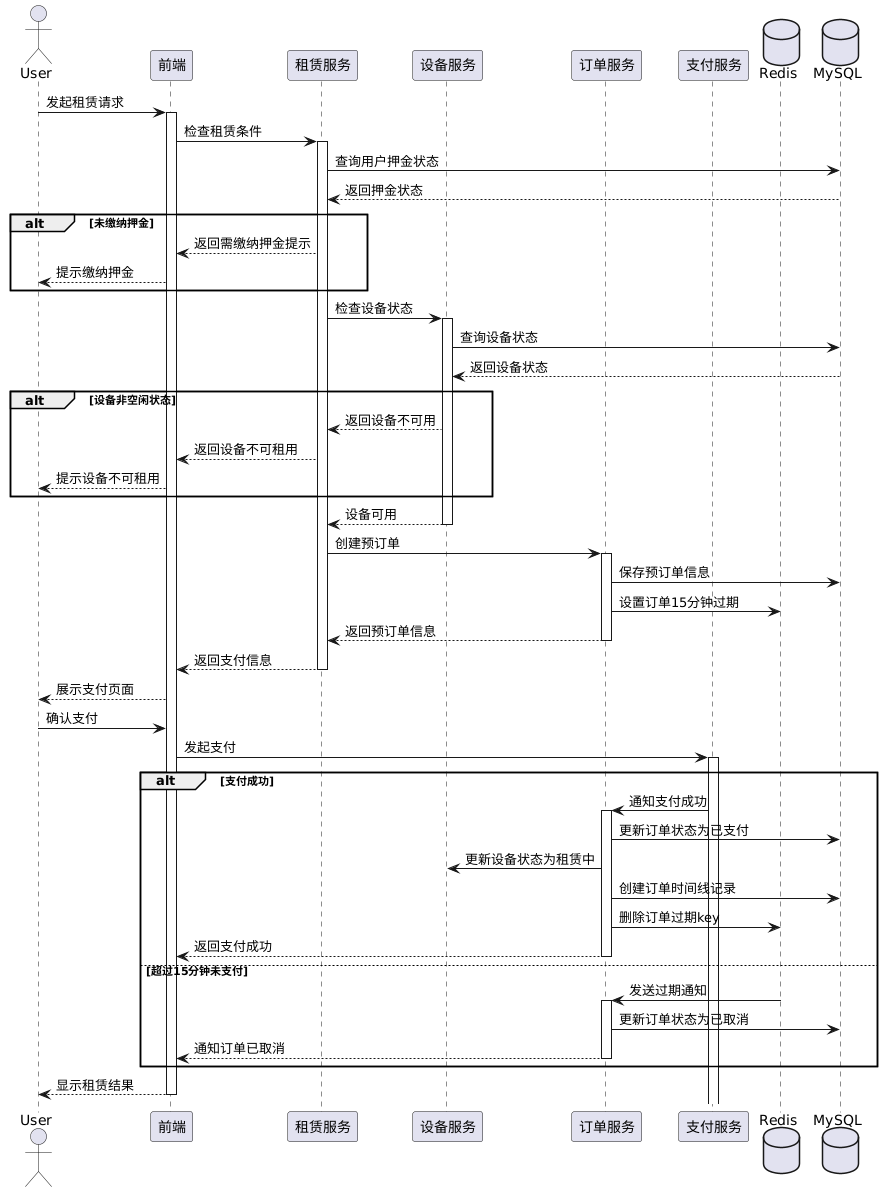 User
前端
租赁服务
设备服务
订单服务
支付服务
Redis
MySQL
发起租赁请求
检查租赁条件
查询用户押金状态
返回押金状态
alt
[未缴纳押金]
返回需缴纳押金提示
提示缴纳押金
检查设备状态
查询设备状态
返回设备状态
alt
[设备非空闲状态]
返回设备不可用
返回设备不可租用
提示设备不可租用
设备可用
创建预订单
保存预订单信息
设置订单15分钟过期
返回预订单信息
返回支付信息
展示支付页面
确认支付
发起支付
alt
[支付成功]
通知支付成功
更新订单状态为已支付
更新设备状态为租赁中
创建订单时间线记录
删除订单过期key
返回支付成功
[超过15分钟未支付]
发送过期通知
更新订单状态为已取消
通知订单已取消
显示租赁结果
User
前端
租赁服务
设备服务
订单服务
支付服务
Redis
MySQL